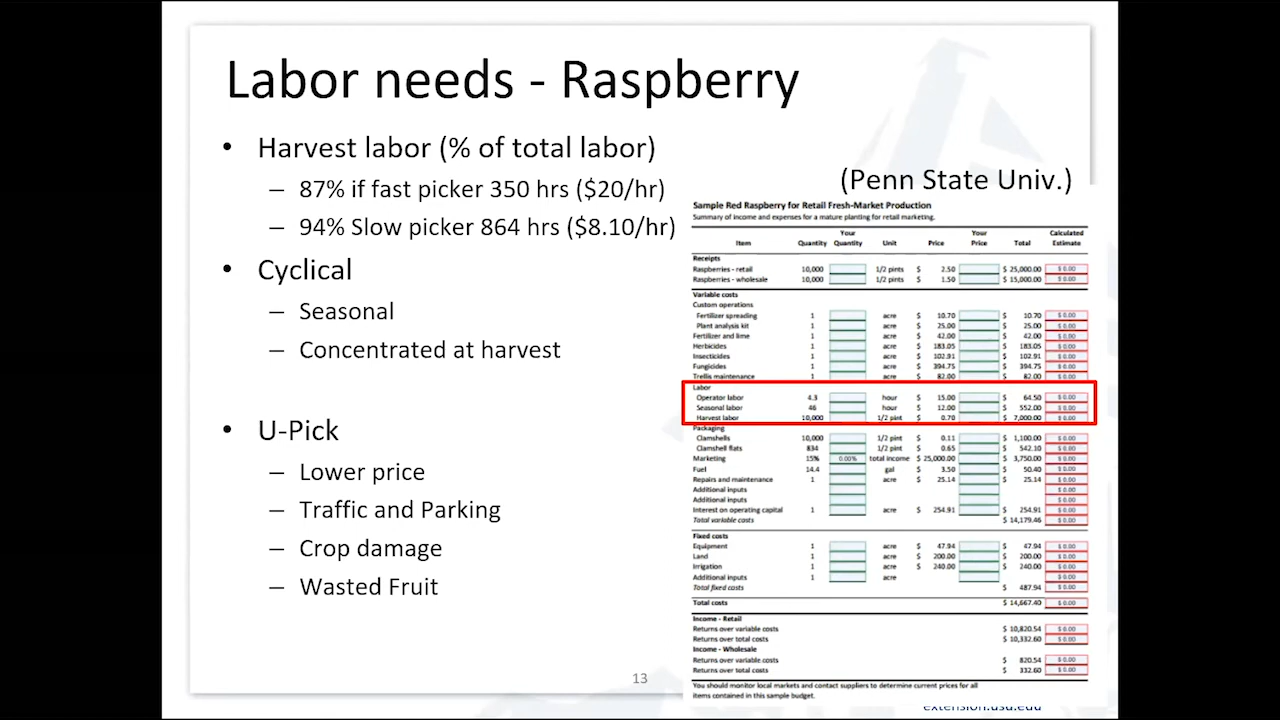 Labor needs - Raspberry
• Harvest labor (% of total labor)
– 87% if fast picker 350 hrs ($20/hr)
– 94% Slow picker 864 hrs ($8.10/hr)
• Cyclical
– Seasonal
– Concentrated at harvest
• U-Pick
– Lower price
– Traffic and Parking
– Crop damage
– Wasted Fruit
13
(Penn State Univ.)
Sample Red Raspberry for Retail Fresh-Market Production
Summary of income and expenses for a mature planting for retail marketing.
Item Quantity Your Quantity Unit Price Your Price Total Calculated Estimate
Receipts
Raspberries - retail 10,000 1/2 pints $ 2.50 $ 25,000.00 $ 0.00
Raspberries - wholesale 10,000 1/2 pints $ 1.50 $ 15,000.00 $ 0.00
Variable costs
Custom operations
Fertilizer spreading 1 acre $ 10.70 $ 10.70 $ 0.00
Plant analysis kit 1 acre $ 25.00 $ 25.00 $ 0.00
Fertilizer and lime 1 acre $ 42.00 $ 42.00 $ 0.00
Herbicides 1 acre $ 183.05 $ 183.05 $ 0.00
Insecticides 1 acre $ 102.91 $ 102.91 $ 0.00
Fungicides 1 acre $ 394.75 $ 394.75 $ 0.00
Trellis maintenance 1 acre $ 82.00 $ 82.00 $ 0.00
Labor
Operator labor 4.3 hour $ 15.00 $ 64.50 $ 0.00
Seasonal labor 46 hour $ 12.00 $ 552.00 $ 0.00
Harvest labor 10,000 1/2 pint $ 0.70 $ 7,000.00 $ 0.00
Packaging
Clamshells 10,000 1/2 pint $ 0.11 $ 1,100.00 $ 0.00
Clamshell flats 834 1/2 pint $ 0.65 $ 542.10 $ 0.00
Marketing 15% 0.00% total income $ 25,000.00 $ 3,750.00 $ 0.00
Fuel 14.4 gal $ 3.50 $ 50.40 $ 0.00
Repairs and maintenance 1 acre $ 25.14 $ 25.14 $ 0.00
Additional inputs $ 0.00
Additional inputs $ 0.00
Interest on operating capital 1 acre $ 254.91 $ 254.91 $ 0.00
Total variable costs $ 14,179.46 $ 0.00
Fixed costs
Equipment 1 acre $ 47.94 $ 47.94 $ 0.00
Land 1 acre $ 200.00 $ 200.00 $ 0.00
Irrigation 1 acre $ 240.00 $ 240.00 $ 0.00
Additional inputs 1 acre $ 0.00
Total fixed costs $ 487.94 $ 0.00
Total costs $ 14,667.40 $ 0.00
Income - Retail
Returns over variable costs $ 10,820.54 $ 0.00
Returns over total costs $ 10,332.60 $ 0.00
Income - Wholesale
Returns over variable costs $ 820.54 $ 0.00
Returns over total costs $ 332.60 $ 0.00
You should monitor local markets and contact suppliers to determine current prices for all
items contained in this sample budget.
extension.usu.edu